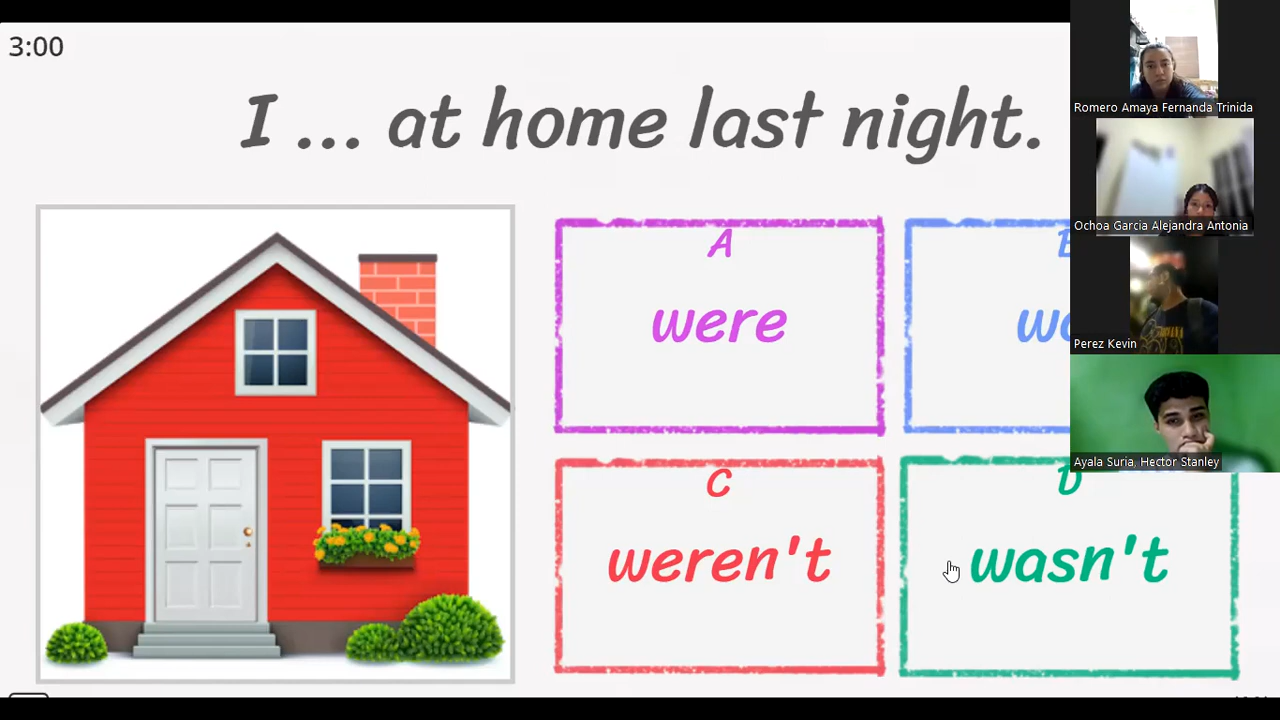 3:00
I ... at home last night.
Romero Amaya Fernanda Trinida
Ochoa Garcia Alejandra Antonia
Perez Kevin
Ayala Suria, Hector Stanley
A
were
C
weren't
D
wasn't